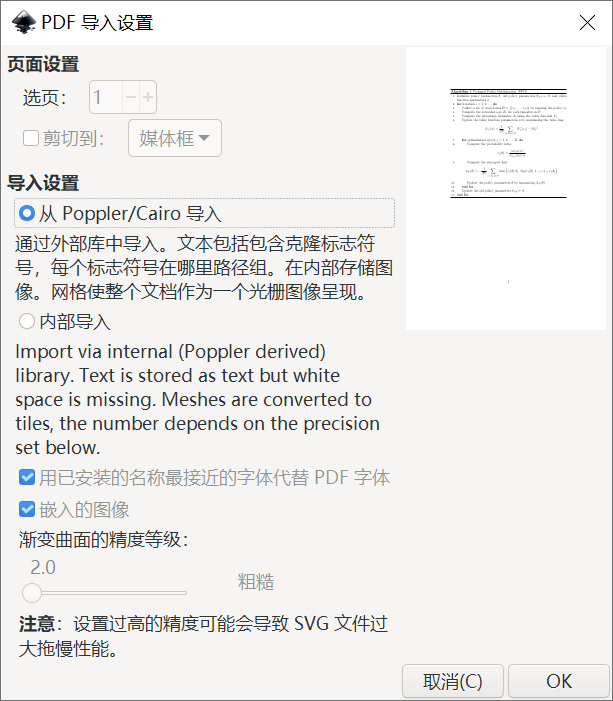 PDF 导入设置
页面设置
选页：
1
剪切到：
媒体框
导入设置
从 Poppler/Cairo 导入
通过外部库中导入。文本包括包含克隆标志符
号，每个标志符号在哪里路径组。在内部存储图
像。网格使整个文档作为一个光栅图像呈现。
内部导入
Import via internal (Poppler derived)
library. Text is stored as text but white
space is missing. Meshes are converted to
tiles, the number depends on the precision
set below.
用已安装的名称最接近的字体代替 PDF 字体
嵌入的图像
渐变曲面的精度等级：
2.0
粗糙
注意：设置过高的精度可能会导致 SVG 文件过
大拖慢性能。
取消(C)
OK